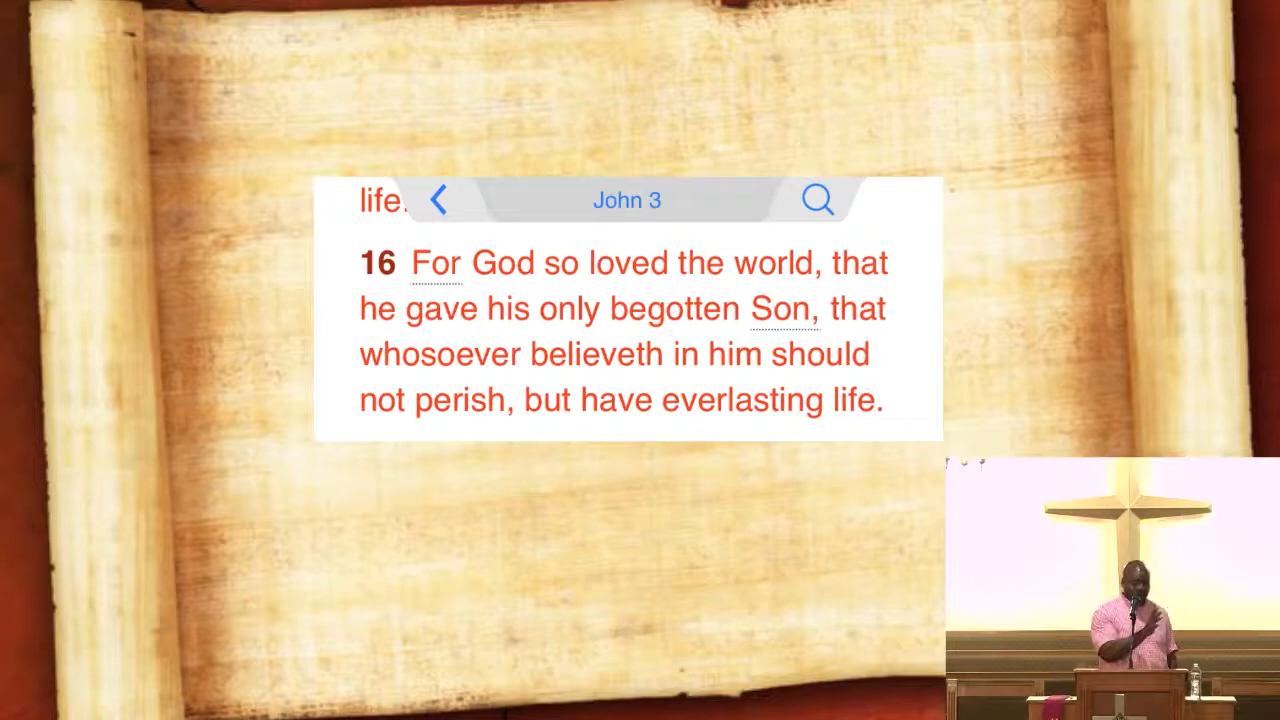 life.
John 3
16 For God so loved the world, that
he gave his only begotten Son, that
whosoever believeth in him should
not perish, but have everlasting life.